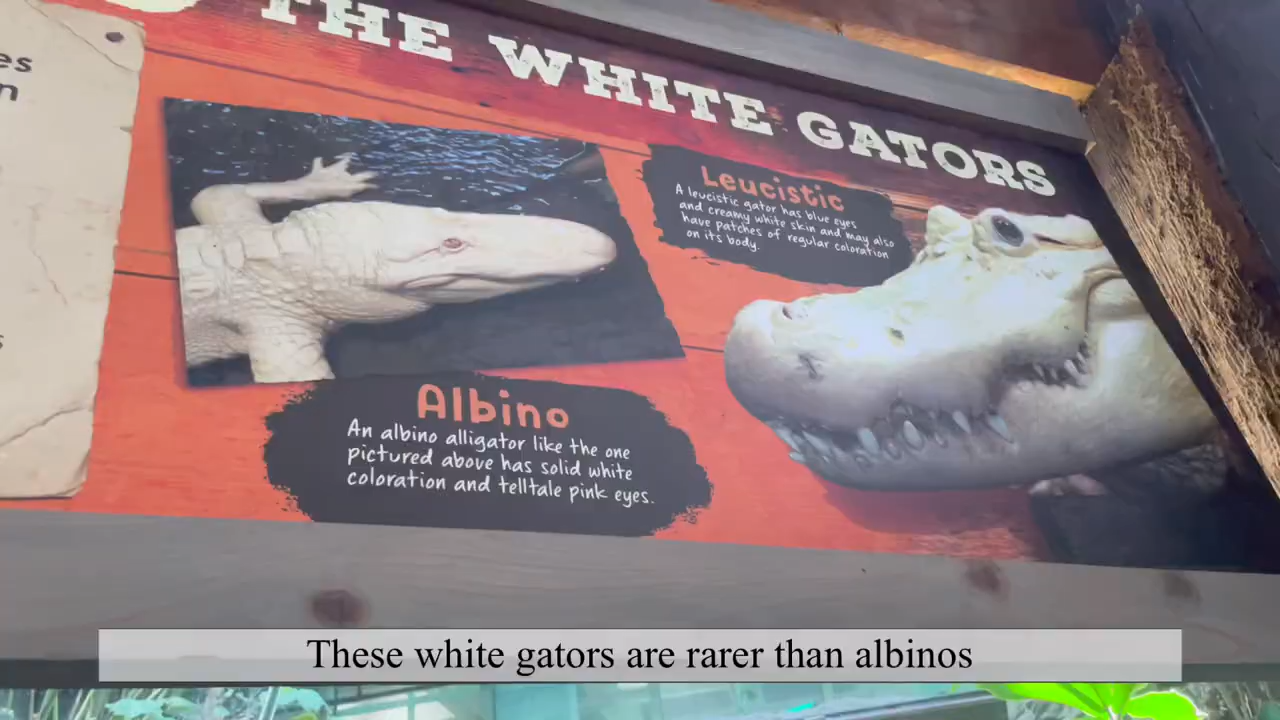 es
n
s
THE WHITE GATORS
Leucistic
A leucistic gator has blue eyes
and creamy white skin and may also
have patches of regular coloration
on its body.
Albino
An albino alligator like the one
pictured above has solid white
coloration and telltale pink eyes.
These white gators are rarer than albinos